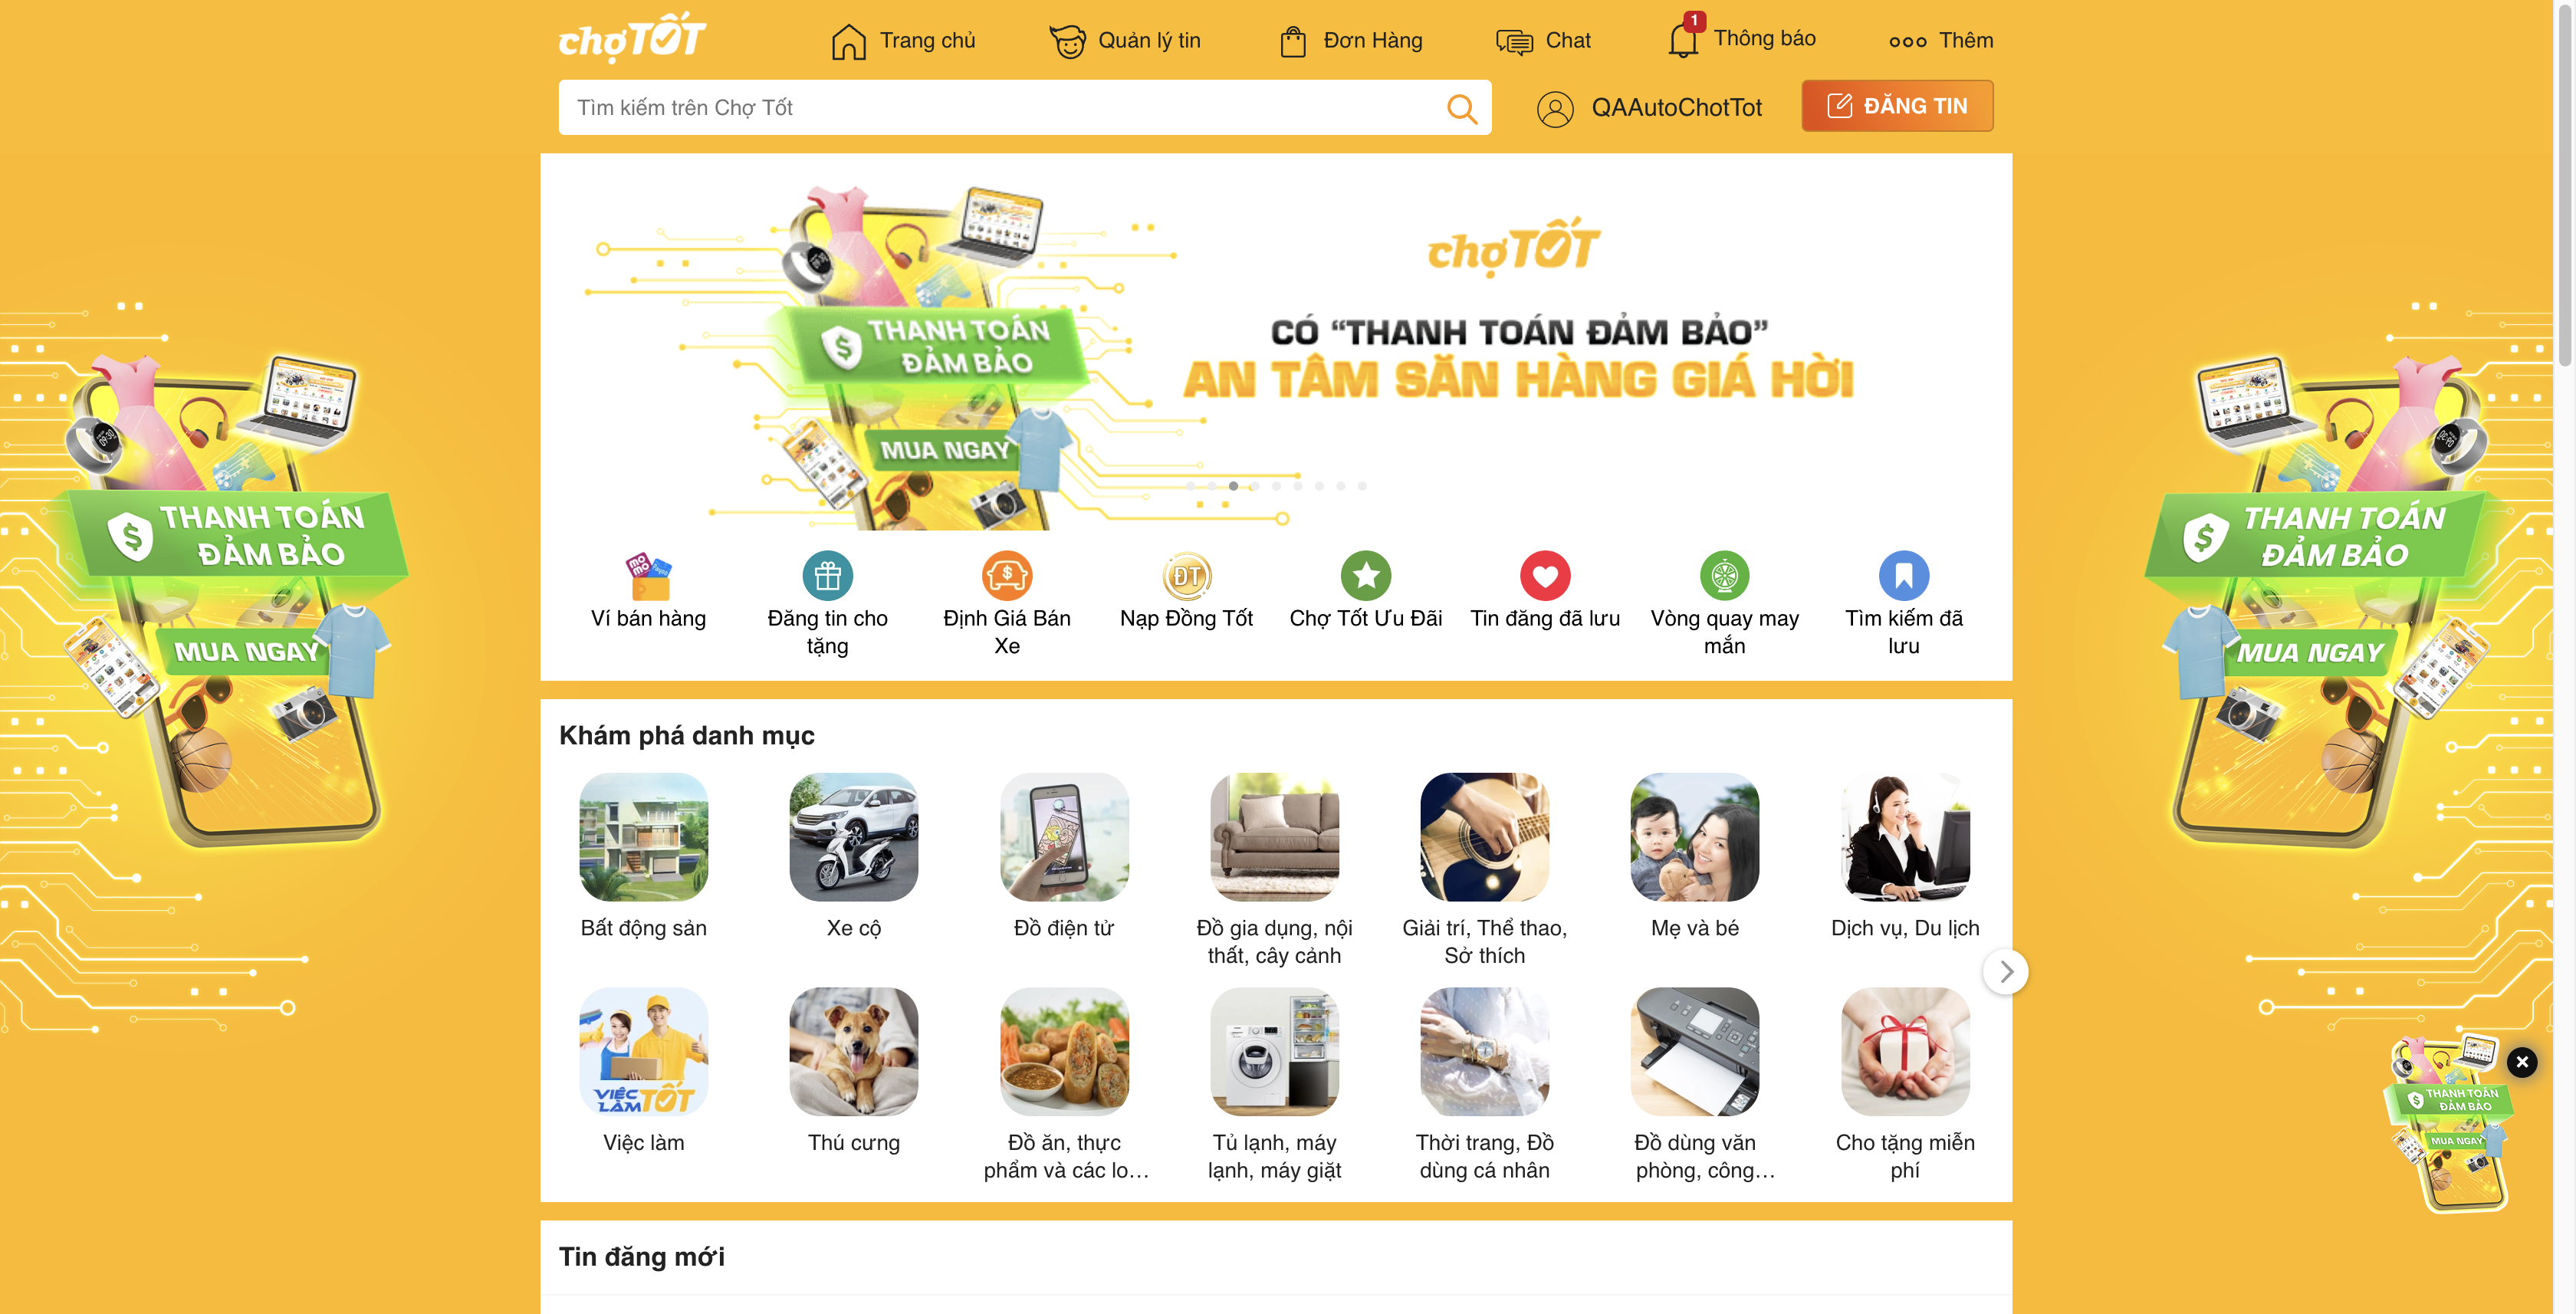 chợTỐT
Trang chủ
Quản lý tin
Đơn Hàng
Chat
1
Thông báo
Thêm
Tìm kiếm trên Chợ Tốt
QAAutoChotTot
ĐĂNG TIN
chợTỐT
CÓ “THANH TOÁN ĐẢM BẢO”
AN TÂM SĂN HÀNG GIÁ HỜI
THANH TOÁN
ĐẢM BẢO
MUA NGAY
THANH TOÁN
ĐẢM BẢO
MUA NGAY
THANH TOÁN
ĐẢM BẢO
MUA NGAY
Ví bán hàng
Đăng tin cho
tặng
Định Giá Bán
Xe
ĐT
Nạp Đồng Tốt
Chợ Tốt Ưu Đãi
Tin đăng đã lưu
Vòng quay may
mắn
Tìm kiếm đã
lưu
Khám phá danh mục
Bất động sản
Xe cộ
Đồ điện tử
Đồ gia dụng, nội
thất, cây cảnh
Giải trí, Thể thao,
Sở thích
Mẹ và bé
Dịch vụ, Du lịch
VIỆC
LÀM TỐT
Việc làm
Thú cưng
Đồ ăn, thực
phẩm và các lo...
Tủ lạnh, máy
lạnh, máy giặt
Thời trang, Đồ
dùng cá nhân
Đồ dùng văn
phòng, công...
Cho tặng miễn
phí
THANH TOÁN
ĐẢM BẢO
MUA NGAY
Tin đăng mới